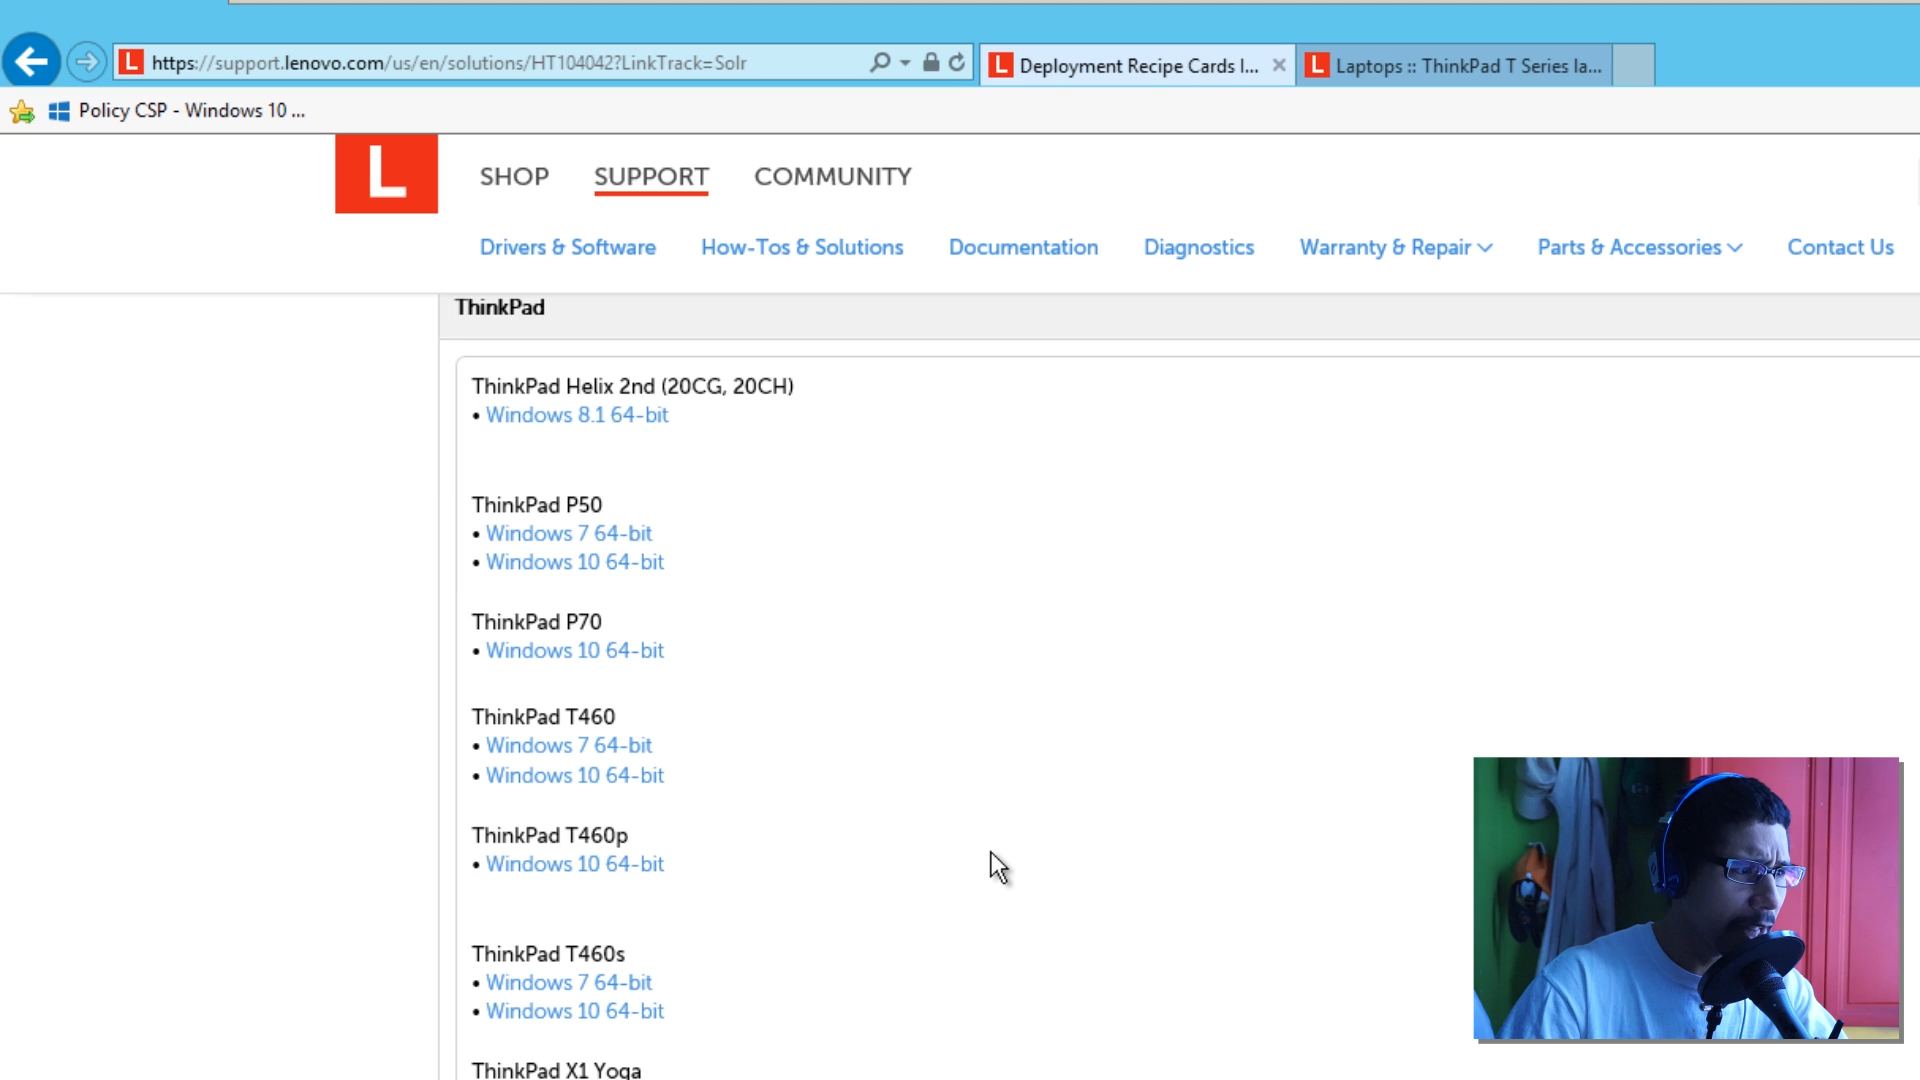 L https://support.lenovo.com/us/en/solutions/HT104042?LinkTrack=Solr
L Deployment Recipe Cards l...
L Laptops :: ThinkPad T Series la...
Policy CSP - Windows 10 ...
L
SHOP SUPPORT COMMUNITY
Drivers & Software How-Tos & Solutions Documentation Diagnostics Warranty & Repair Parts & Accessories Contact Us
ThinkPad
ThinkPad Helix 2nd (20CG, 20CH)
• Windows 8.1 64-bit
ThinkPad P50
• Windows 7 64-bit
• Windows 10 64-bit
ThinkPad P70
• Windows 10 64-bit
ThinkPad T460
• Windows 7 64-bit
• Windows 10 64-bit
ThinkPad T460p
• Windows 10 64-bit
ThinkPad T460s
• Windows 7 64-bit
• Windows 10 64-bit
ThinkPad X1 Yoga